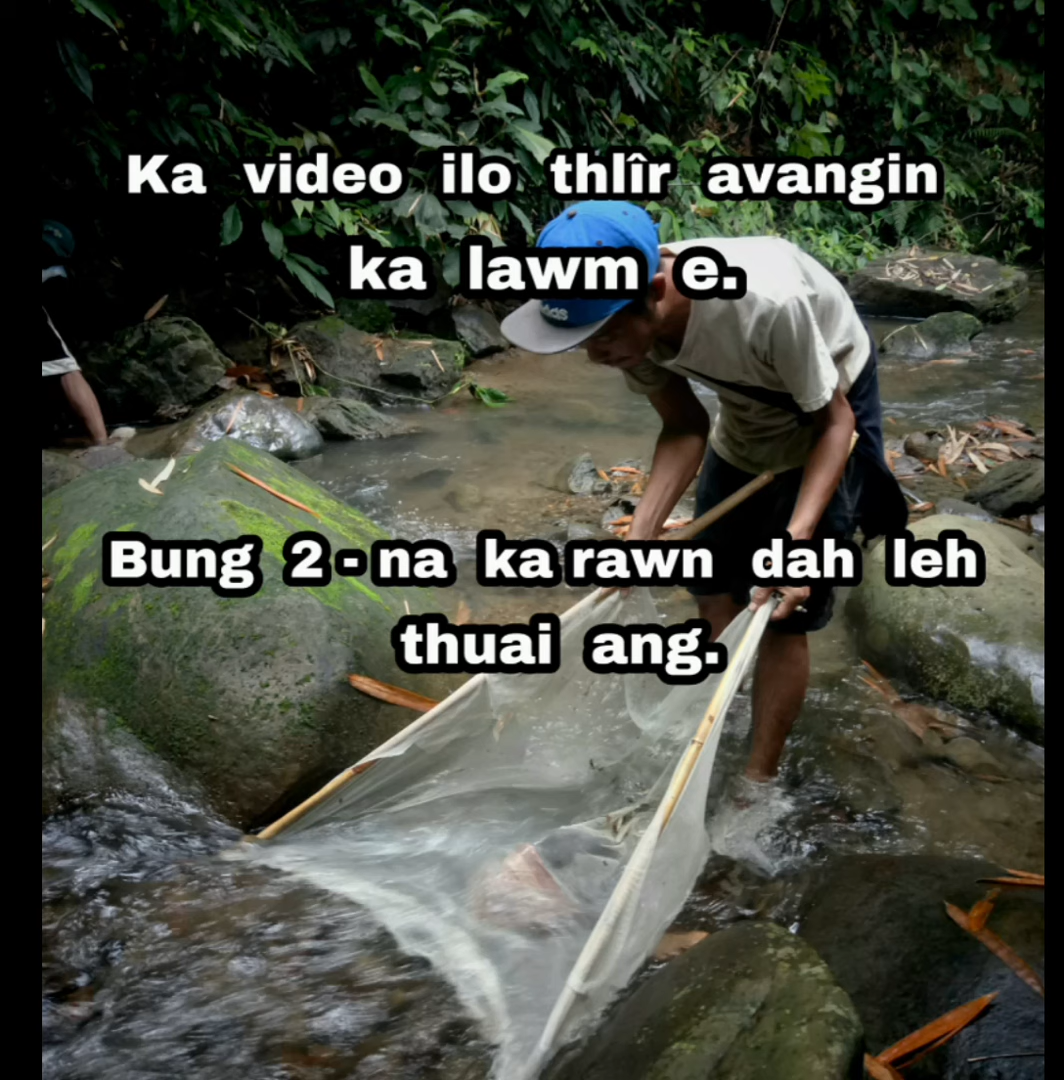 Ka video ilo thlîr avangin
ka lawm e.
Bung 2-na ka rawn dah leh
thuai ang.